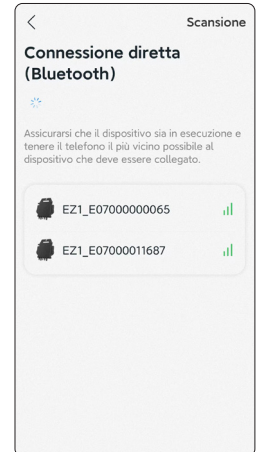 Scansione
Connessione diretta
(Bluetooth)
Assicurarsi che il dispositivo sia in esecuzione e
tenere il telefono il più vicino possibile al
dispositivo che deve essere collegato.
EZ1_E07000000065
EZ1_E07000011687